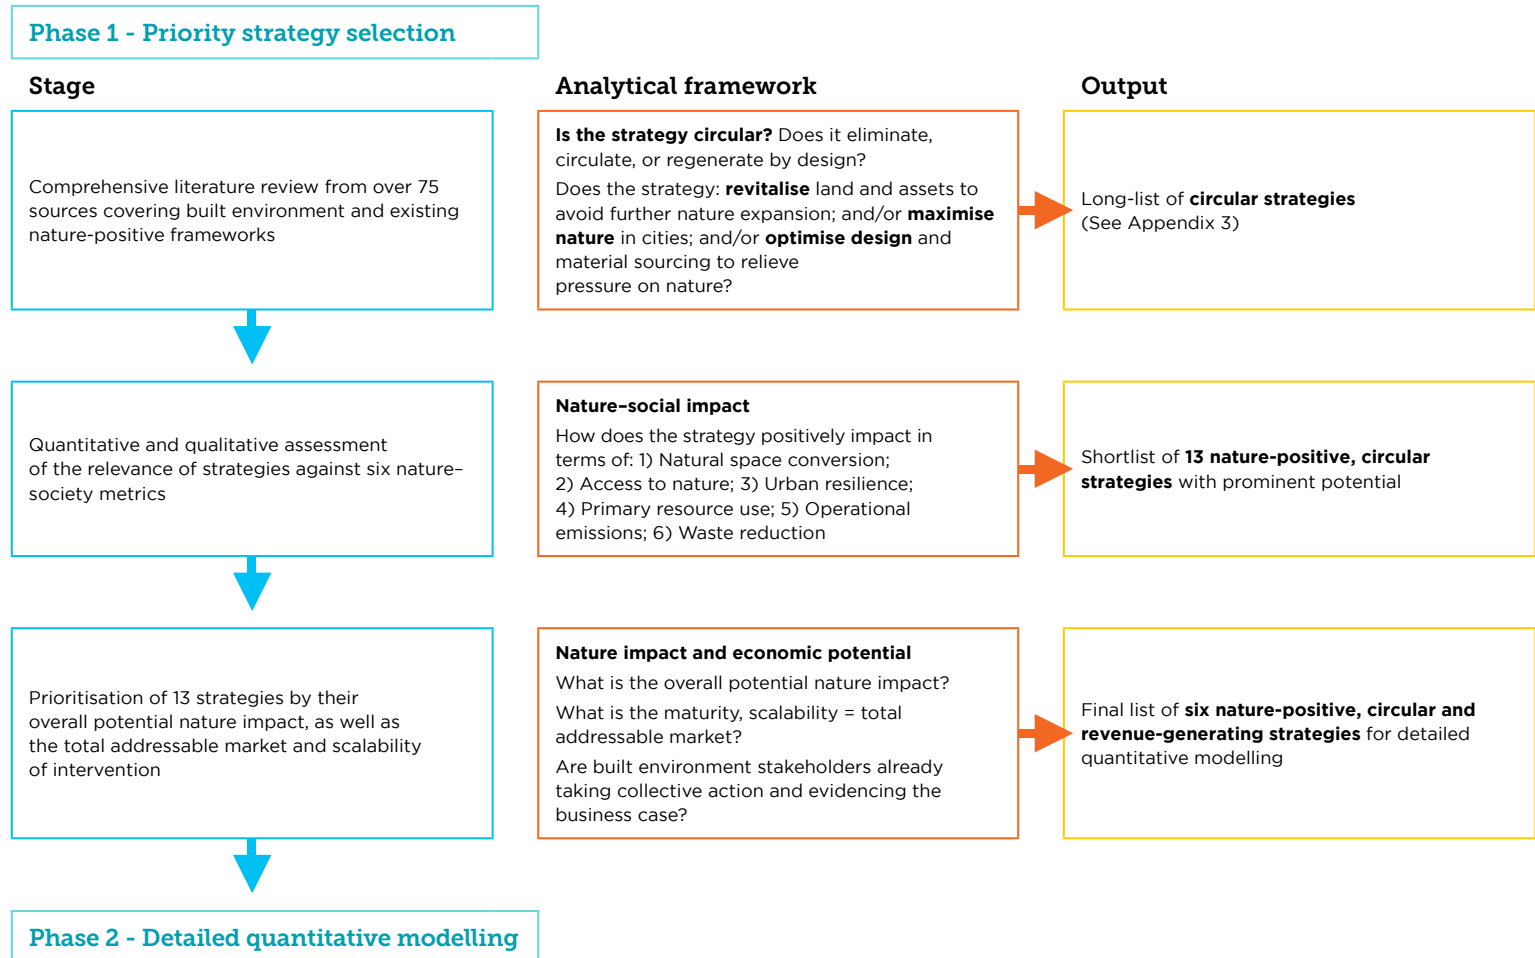 Phase 1 - Priority strategy selection
Stage
Analytical framework
Output
Comprehensive literature review from over 75
sources covering built environment and existing
nature-positive frameworks
Is the strategy circular? Does it eliminate,
circulate, or regenerate by design?
Does the strategy: revitalise land and assets to
avoid further nature expansion; and/or maximise
nature in cities; and/or optimise design and
material sourcing to relieve
pressure on nature?
Long-list of circular strategies
(See Appendix 3)
Quantitative and qualitative assessment
of the relevance of strategies against six nature–
society metrics
Nature–social impact
How does the strategy positively impact in
terms of: 1) Natural space conversion;
2) Access to nature; 3) Urban resilience;
4) Primary resource use; 5) Operational
emissions; 6) Waste reduction
Shortlist of 13 nature-positive, circular
strategies with prominent potential
Prioritisation of 13 strategies by their
overall potential nature impact, as well as
the total addressable market and scalability
of intervention
Nature impact and economic potential
What is the overall potential nature impact?
What is the maturity, scalability = total
addressable market?
Are built environment stakeholders already
taking collective action and evidencing the
business case?
Final list of six nature-positive, circular and
revenue-generating strategies for detailed
quantitative modelling
Phase 2 - Detailed quantitative modelling